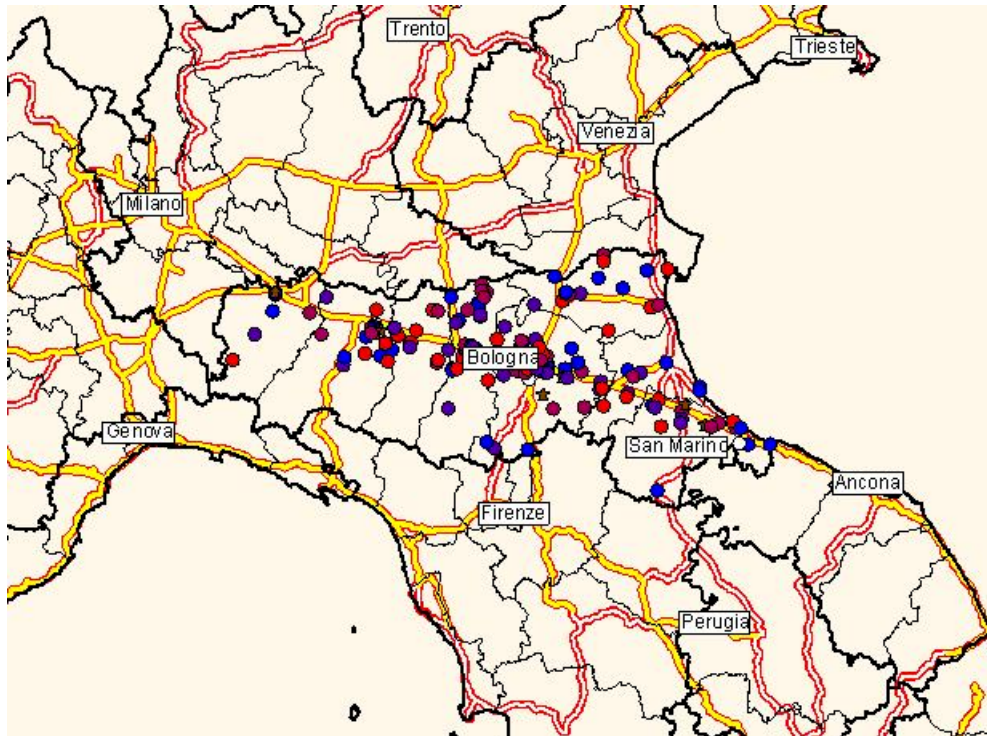 Trento
Trieste
Venezia
Milano
Bologna
Genova
San Marino
Ancona
Firenze
Perugia